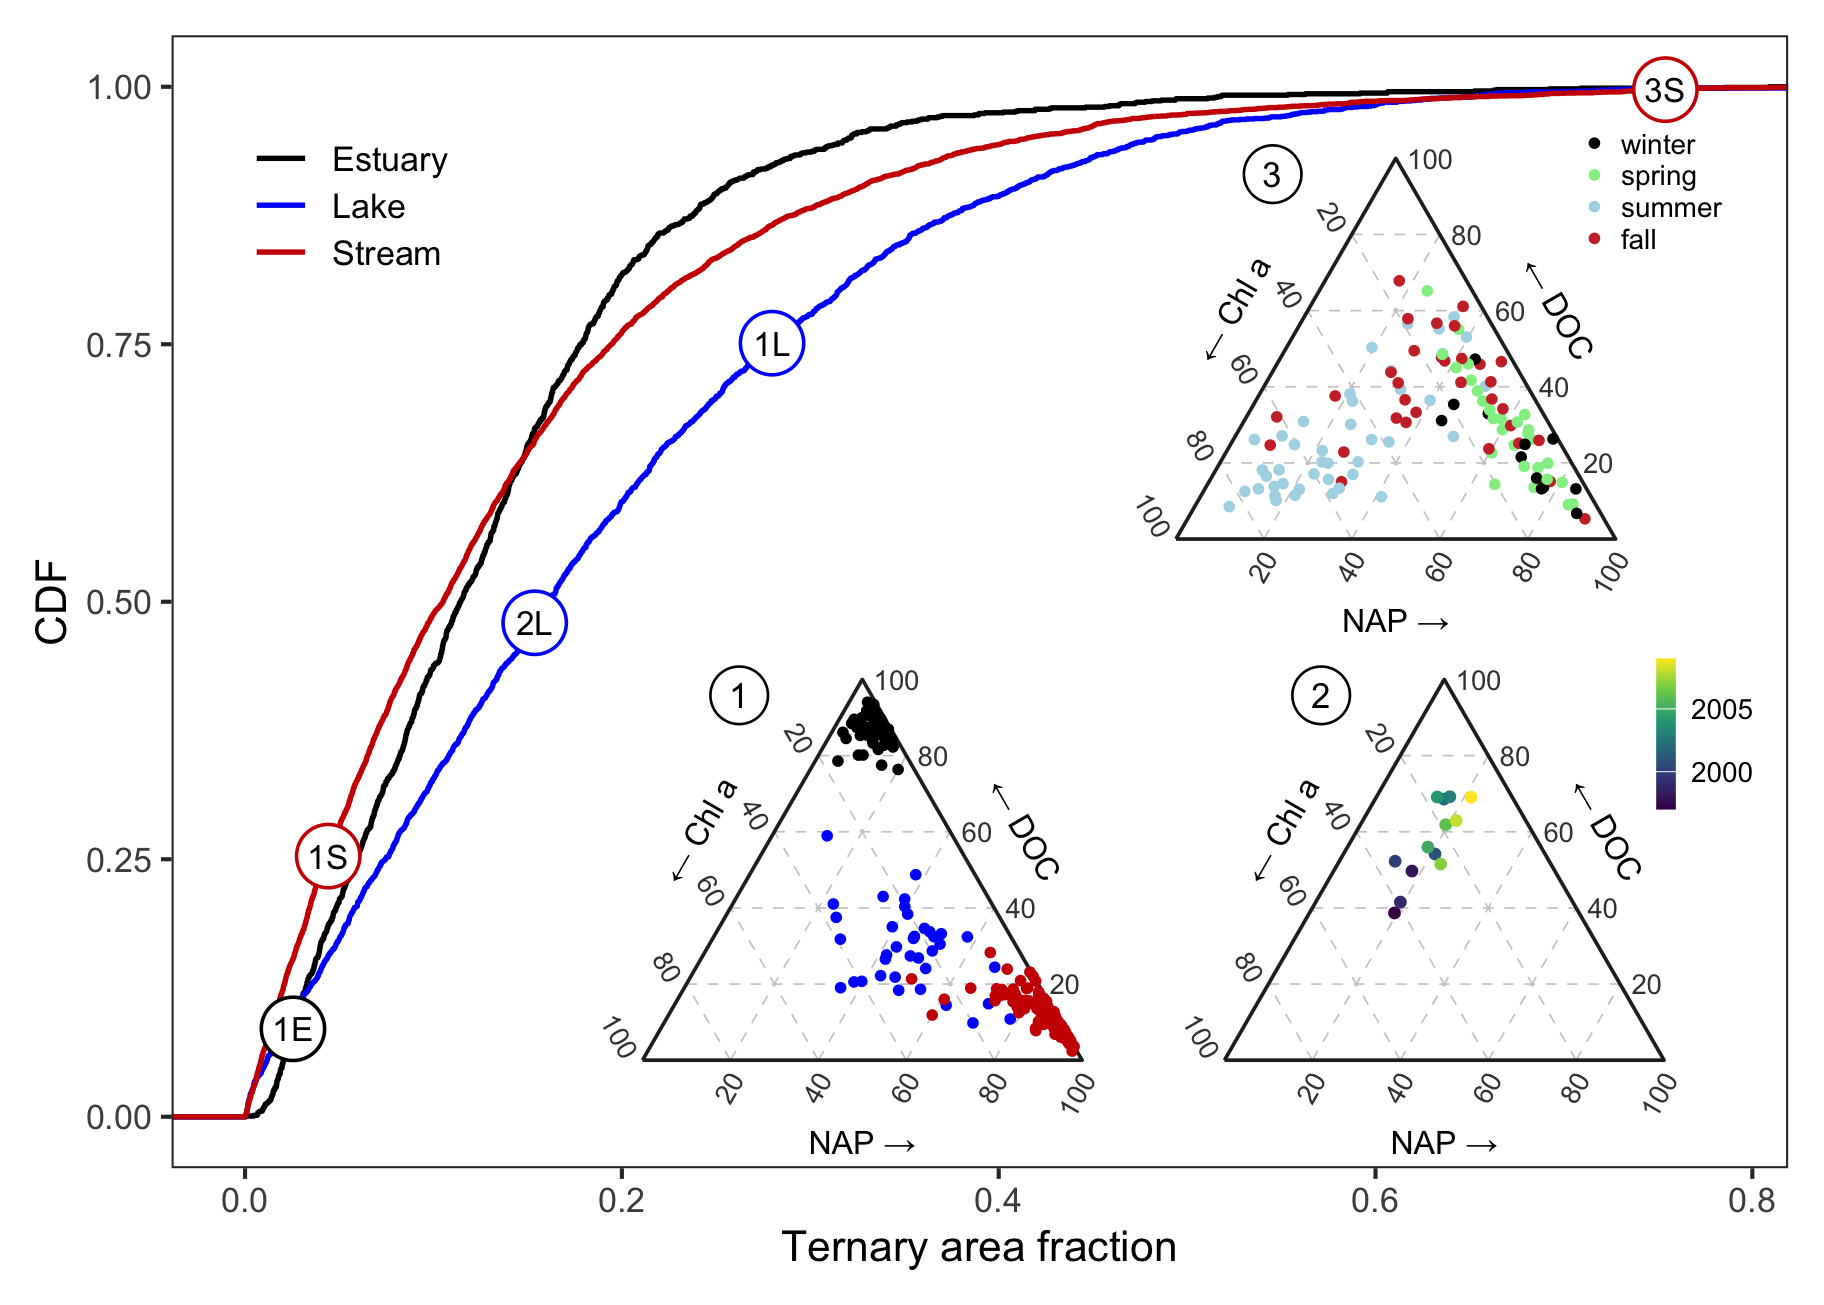 1.00
0.75
0.50
0.25
0.00
CDF
0.0
0.2
0.4
0.6
0.8
Ternary area fraction
Estuary
Lake
Stream
3S
1L
2L
1S
1E
3
winter
spring
summer
fall
100
80
60
40
20
20
40
60
80
100
20
40
60
80
100
← Chl a
← DOC
NAP →
1
100
80
60
40
20
20
40
60
80
100
20
40
60
80
100
← Chl a
← DOC
NAP →
2
2005
2000
100
80
60
40
20
20
40
60
80
100
20
40
60
80
100
← Chl a
← DOC
NAP →